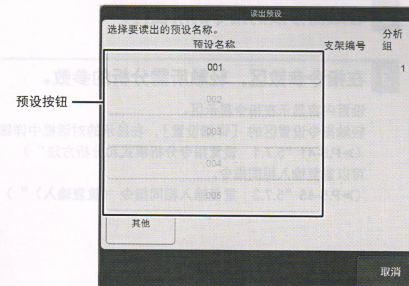 读出预设
选择要读出的预设名称。
预设名称 支架编号 分析组
001 1
002
预设按钮
004
005
其他
取消